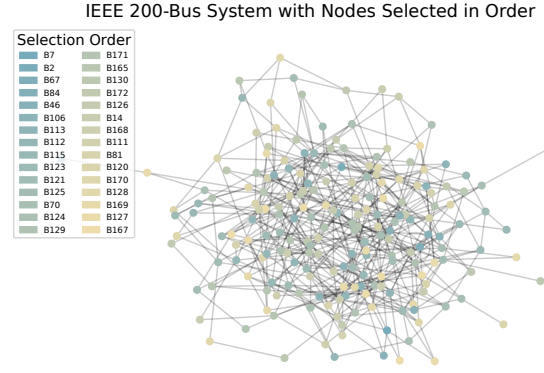 IEEE 200-Bus System with Nodes Selected in Order
Selection Order
B7
B2
B67
B84
B46
B106
B113
B112
B115
B123
B121
B125
B70
B124
B129
B171
B165
B130
B172
B126
B14
B168
B111
B81
B120
B170
B128
B169
B127
B167